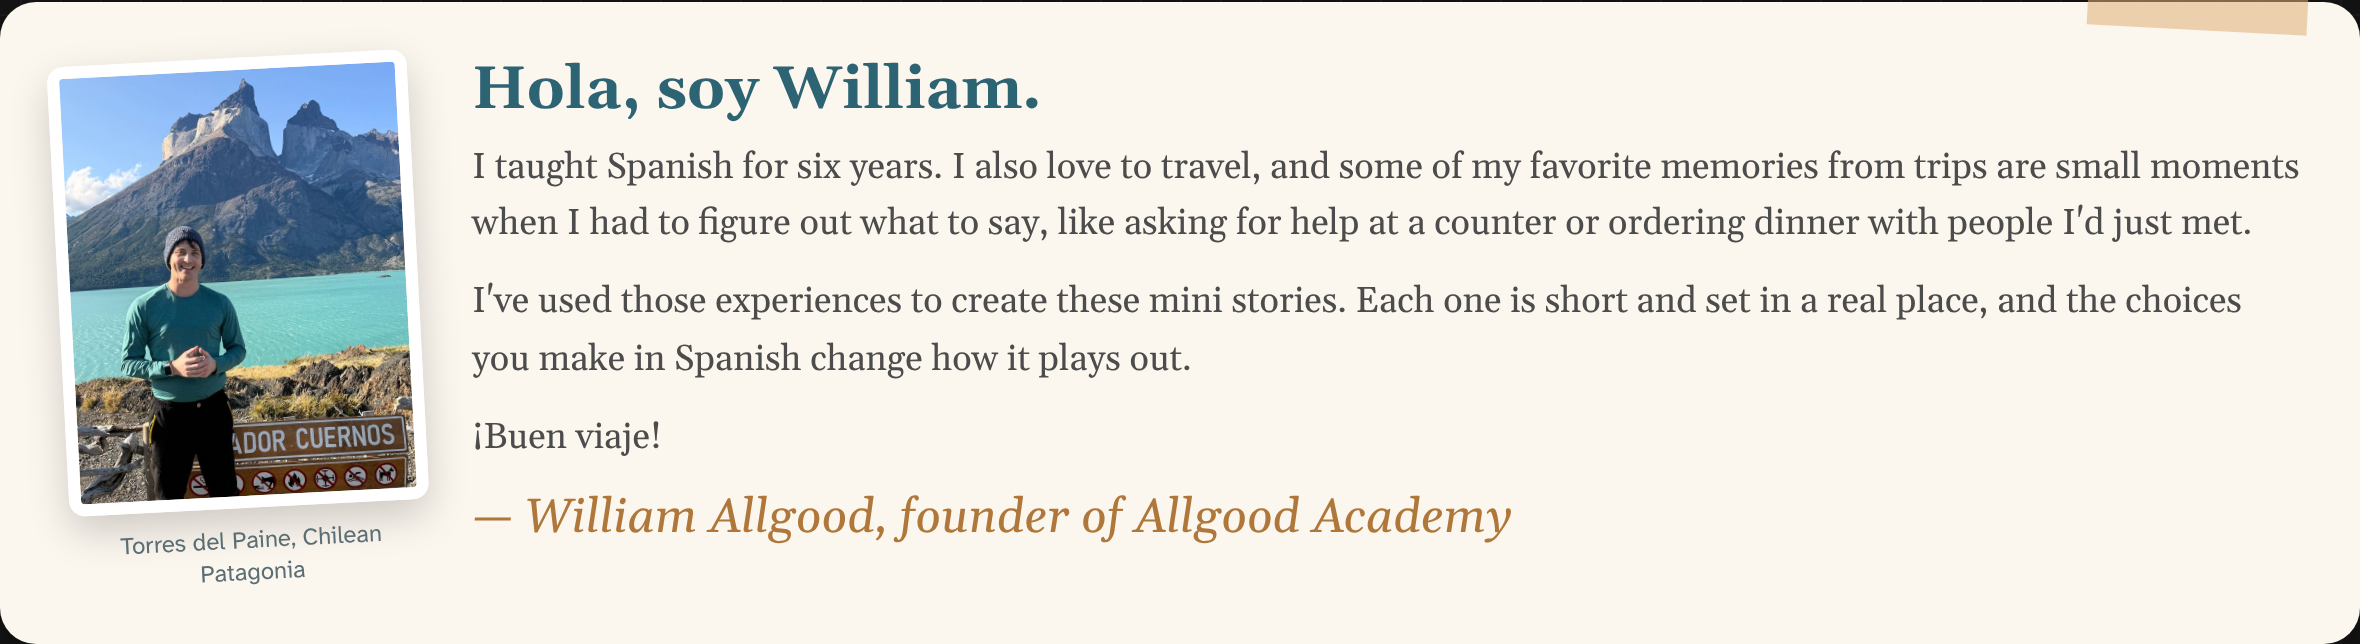 Hola, soy William.
I taught Spanish for six years. I also love to travel, and some of my favorite memories from trips are small moments
when I had to figure out what to say, like asking for help at a counter or ordering dinner with people I'd just met.
I've used those experiences to create these mini stories. Each one is short and set in a real place, and the choices
you make in Spanish change how it plays out.
¡Buen viaje!
— William Allgood, founder of Allgood Academy
ADOR CUERNOS
Torres del Paine, Chilean
Patagonia